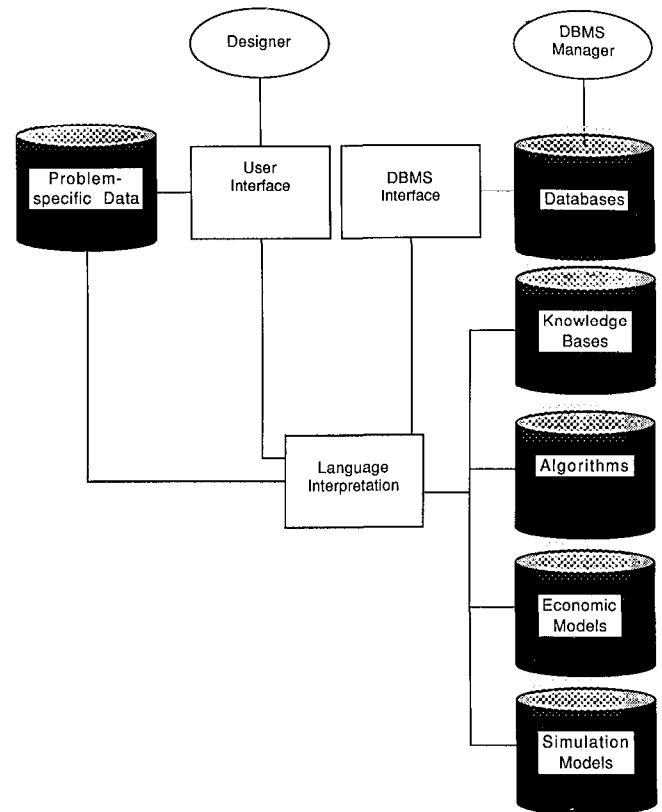 Designer
DBMS
Manager
Problem-
specific Data
User
Interface
DBMS
Interface
Databases
Knowledge
Bases
Language
Interpretation
Algorithms
Economic
Models
Simulation
Models